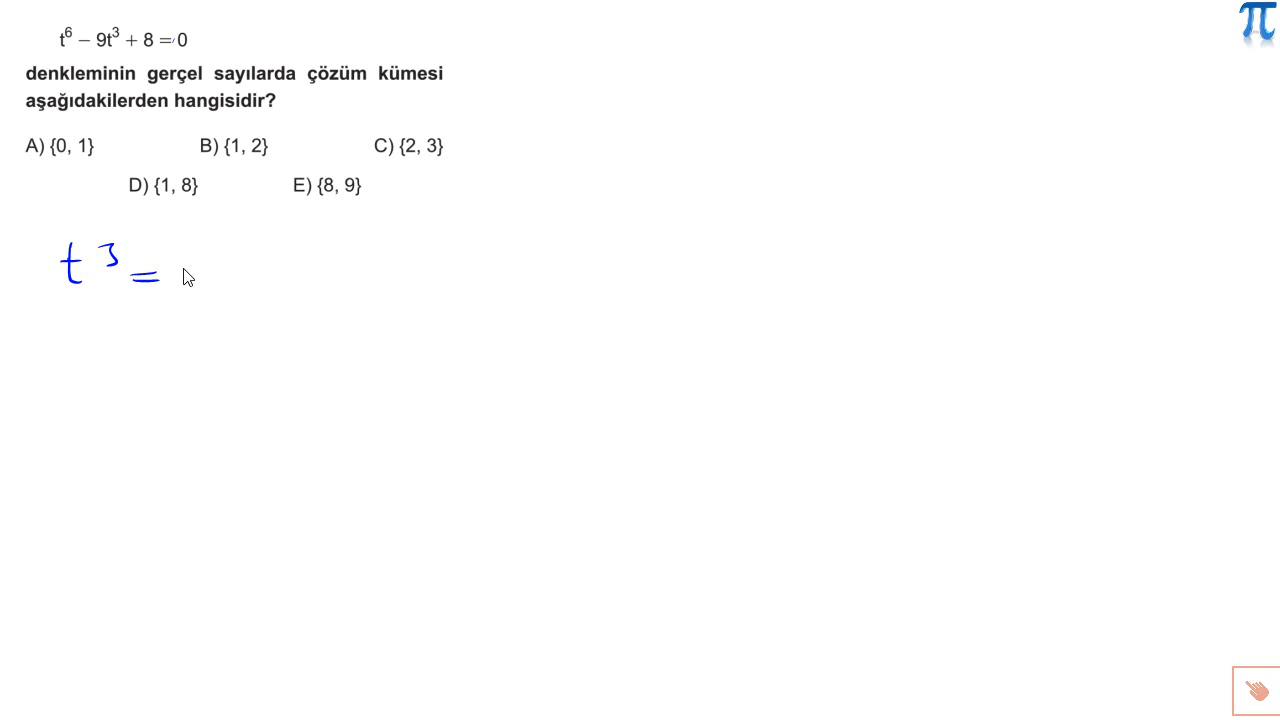 t⁶ − 9t³ + 8 = 0
denkleminin gerçel sayılarda çözüm kümesi
aşağıdakilerden hangisidir?
A) {0, 1} B) {1, 2} C) {2, 3}
D) {1, 8} E) {8, 9}
t³ =